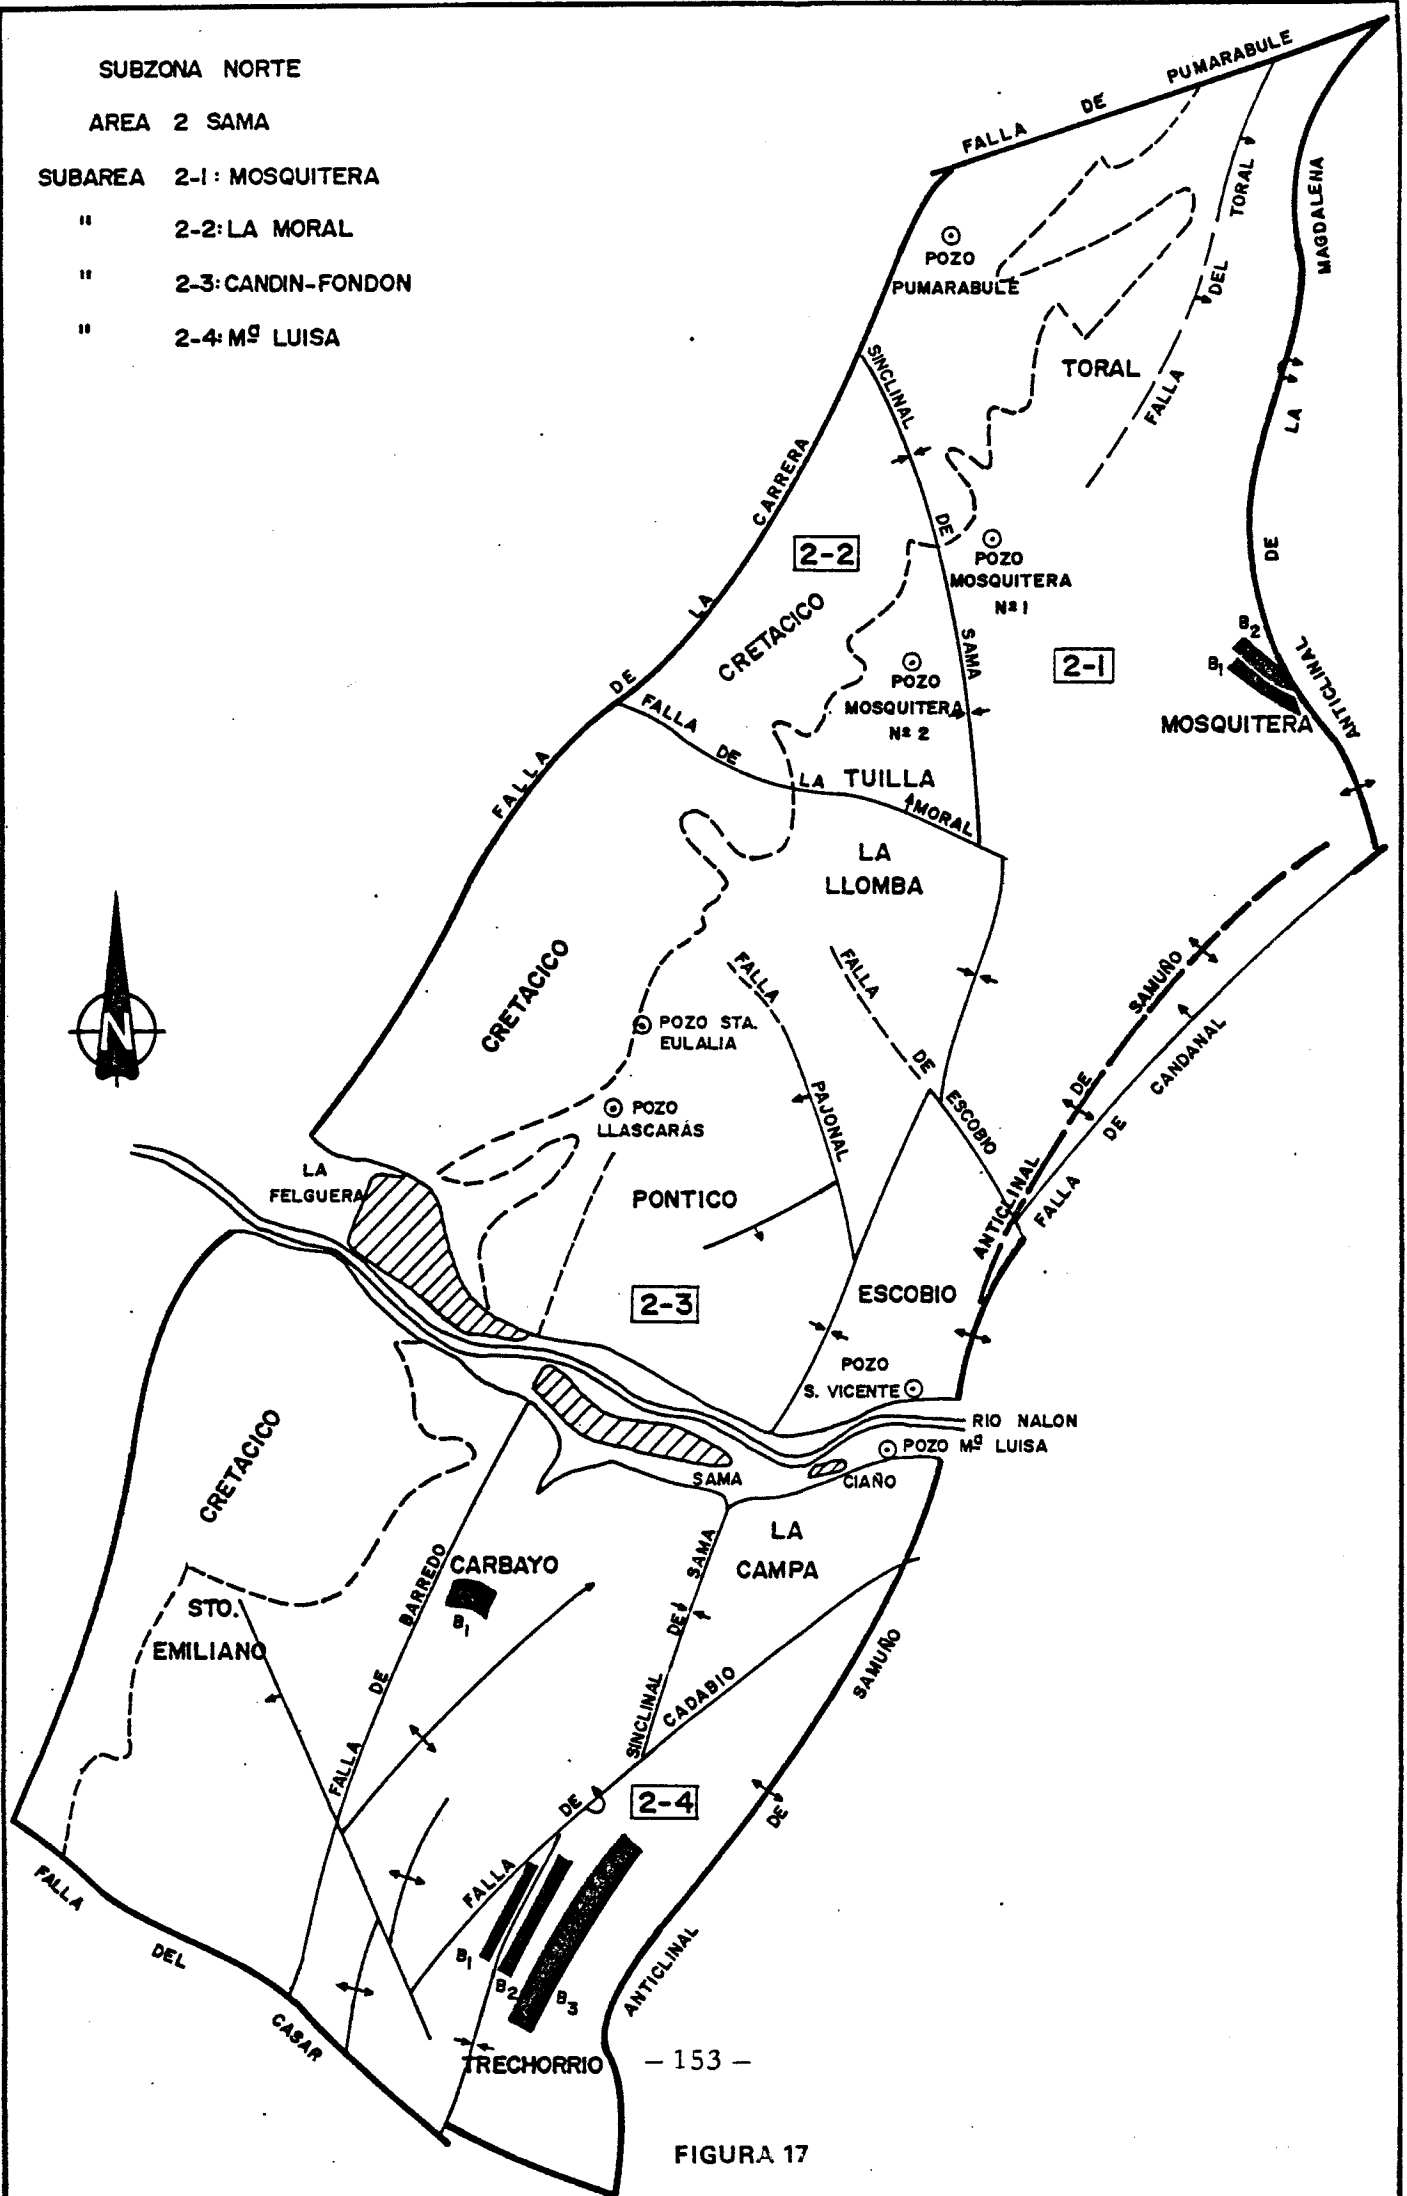 SUBZONA NORTE
AREA 2 SAMA
SUBAREA 2-1: MOSQUITERA
" 2-2: LA MORAL
" 2-3: CANDIN-FONDON
" 2-4: Mª LUISA
FALLA DE PUMARABULE
FALLA DEL TORAL
ANTICLINAL DE LA MAGDALENA
POZO
PUMARABULE
TORAL
SINCLINAL DE SAMA
FALLA DE LA CARRERA
2-2
CRETACICO
POZO
MOSQUITERA
Nº 1
2-1
B2
B1
MOSQUITERA
POZO
MOSQUITERA
Nº 2
FALLA DE LA MORAL
TUILLA
LA
LLOMBA
CRETACICO
N
FALLA DE PAJONAL
FALLA DE ESCOBIO
ANTICLINAL DE SAMUÑO
FALLA DE CANDANAL
POZO STA.
EULALIA
POZO
LLASCARÁS
LA
FELGUERA
PONTICO
2-3
ESCOBIO
POZO
S. VICENTE
RIO NALON
POZO Mª LUISA
SAMA
CIAÑO
CRETACICO
LA
CAMPA
FALLA DE BARREDO
CARBAYO
B1
STO.
EMILIANO
SINCLINAL DE SAMA
FALLA DE CADABIO
2-4
ANTICLINAL DE SAMUÑO
B1
B2
B3
FALLA DEL CASAR
TRECHORRIO
– 153 –
FIGURA 17